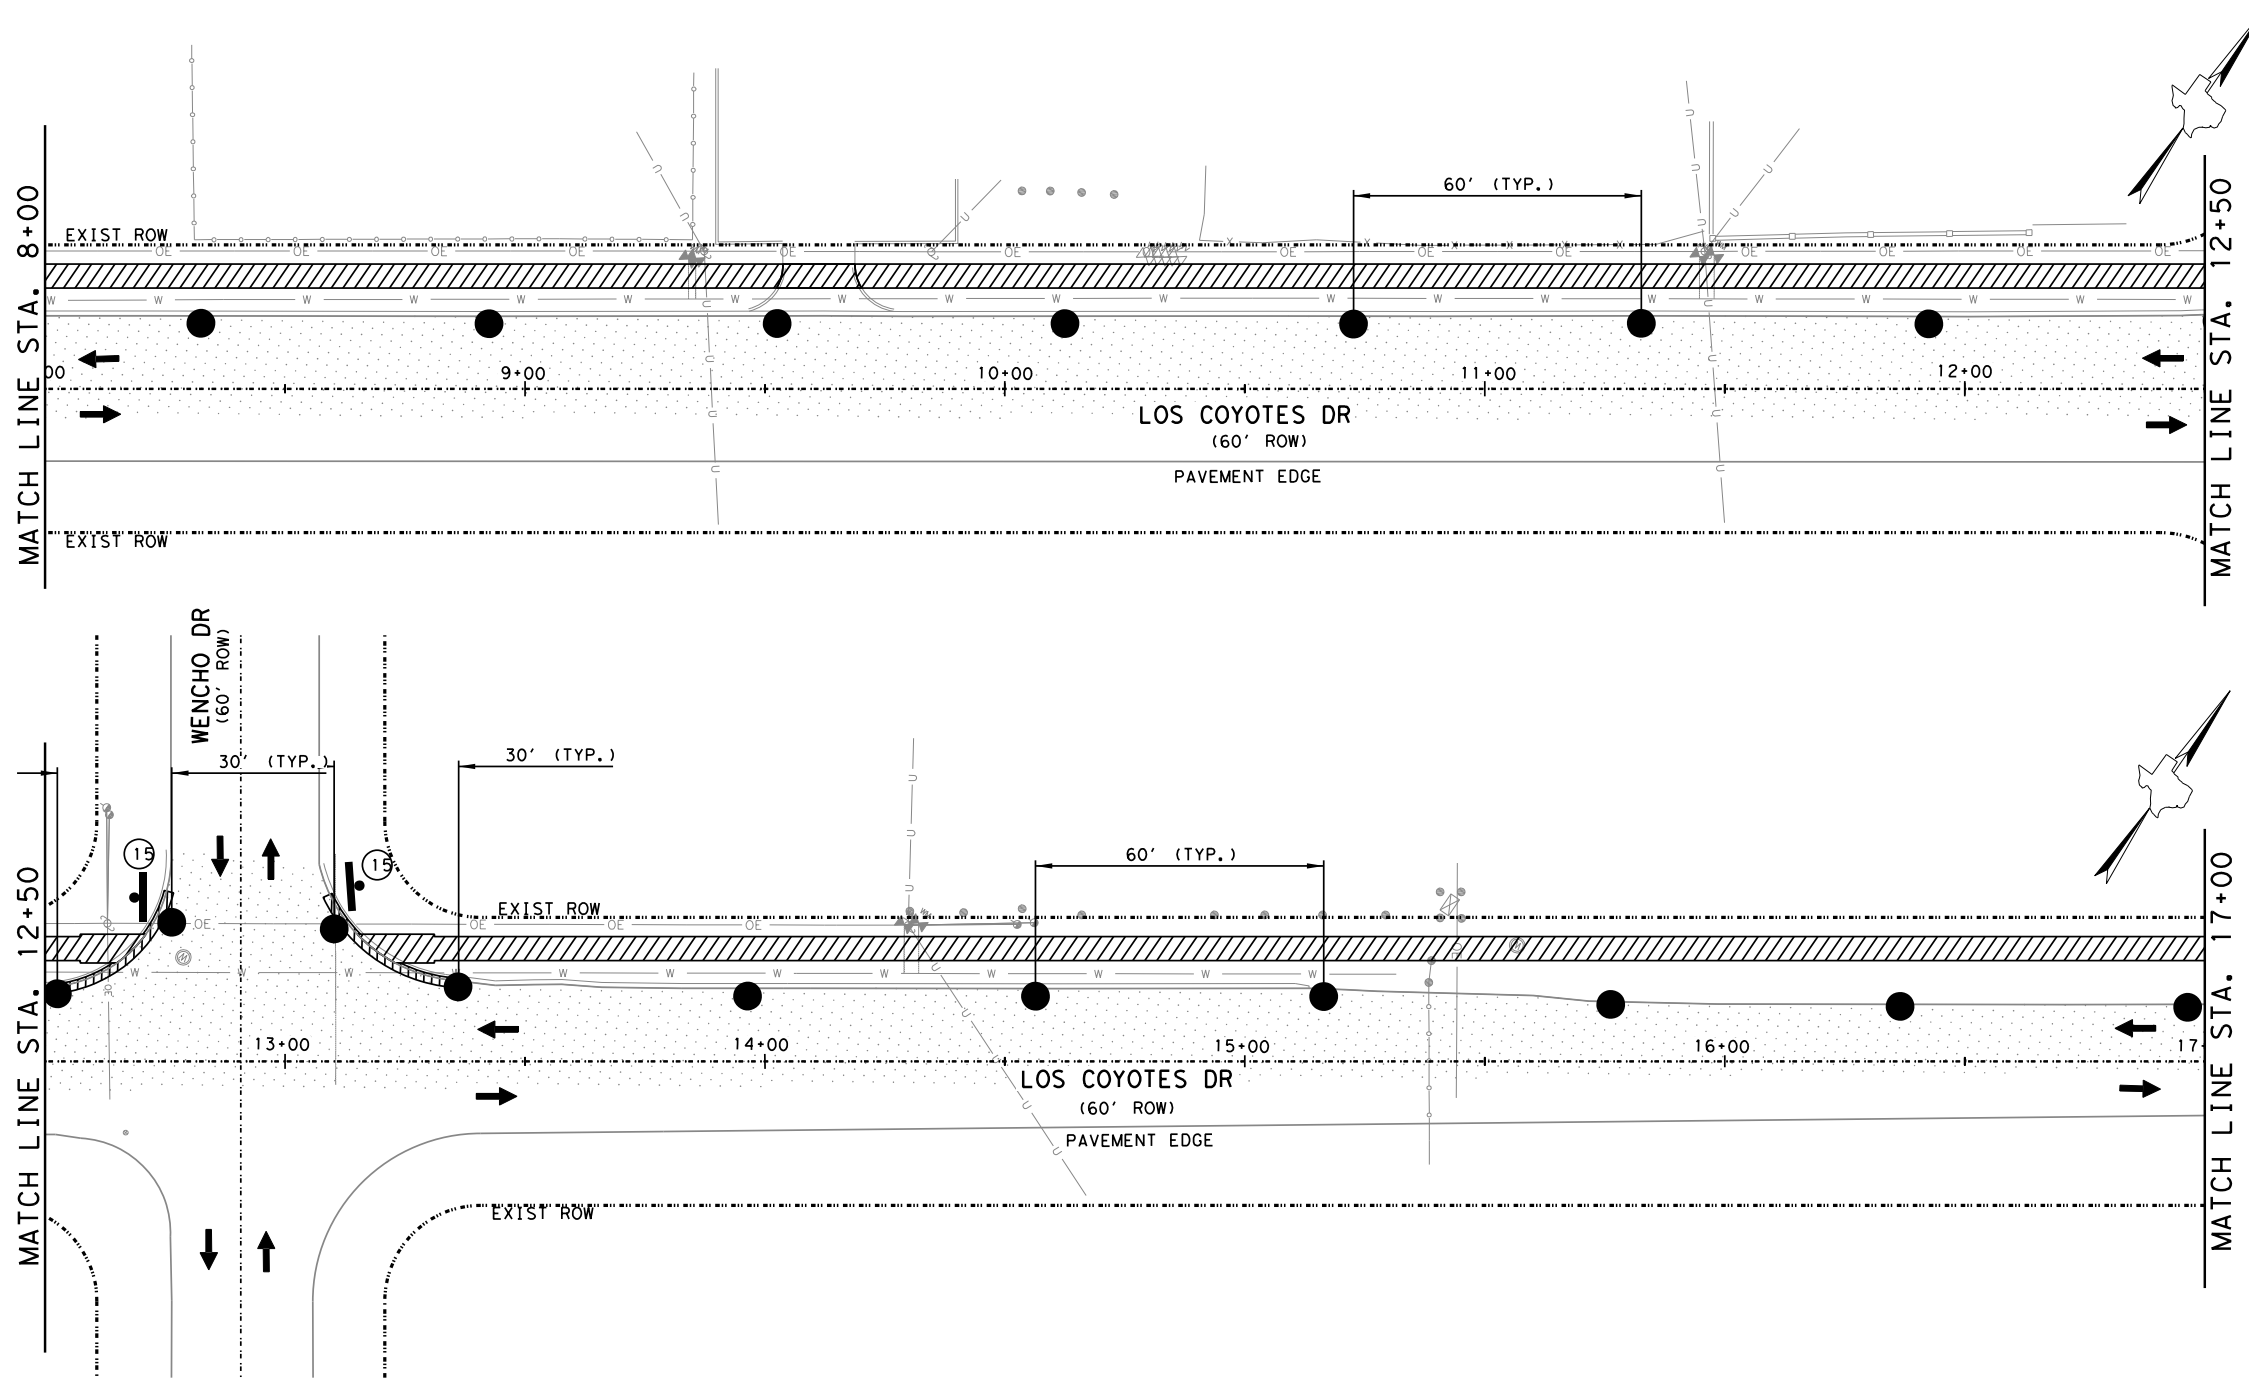 MATCH LINE STA. 8+00
EXIST ROW
60' (TYP.)
OE OE OE OE OE OE OE OE OE OE OE OE OE
W W W W W W W W W W W W W W W W W W W W
00 9+00 10+00 11+00 12+00
LOS COYOTES DR
(60' ROW)
PAVEMENT EDGE
EXIST ROW
MATCH LINE STA. 12+50
WENCHO DR
(60' ROW)
30' (TYP.)
30' (TYP.)
15
15
60' (TYP.)
EXIST ROW
OE OE OE OE
W W W W W W W W W W W W
MATCH LINE STA. 12+50
13+00 14+00 15+00 16+00 17
LOS COYOTES DR
(60' ROW)
PAVEMENT EDGE
EXIST ROW
MATCH LINE STA. 17+00